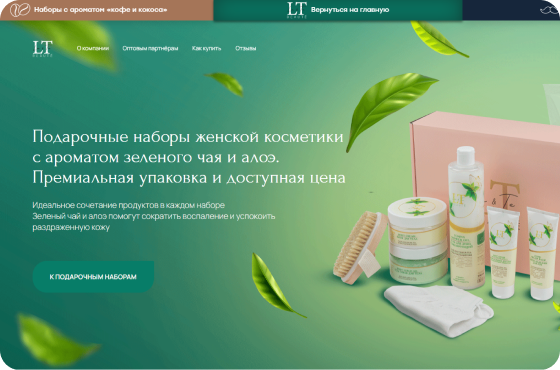 Наборы с ароматом «кофе и кокоса»
LT
Вернуться на главную
LT
О компании
Оптовым партнёрам
Как купить
Отзывы
Подарочные наборы женской косметики
с ароматом зеленого чая и алоэ.
Премиальная упаковка и доступная цена
Идеальное сочетание продуктов в каждом наборе
Зеленый чай и алоэ помогут сократить воспаление и успокоить
раздраженную кожу
К ПОДАРОЧНЫМ НАБОРАМ